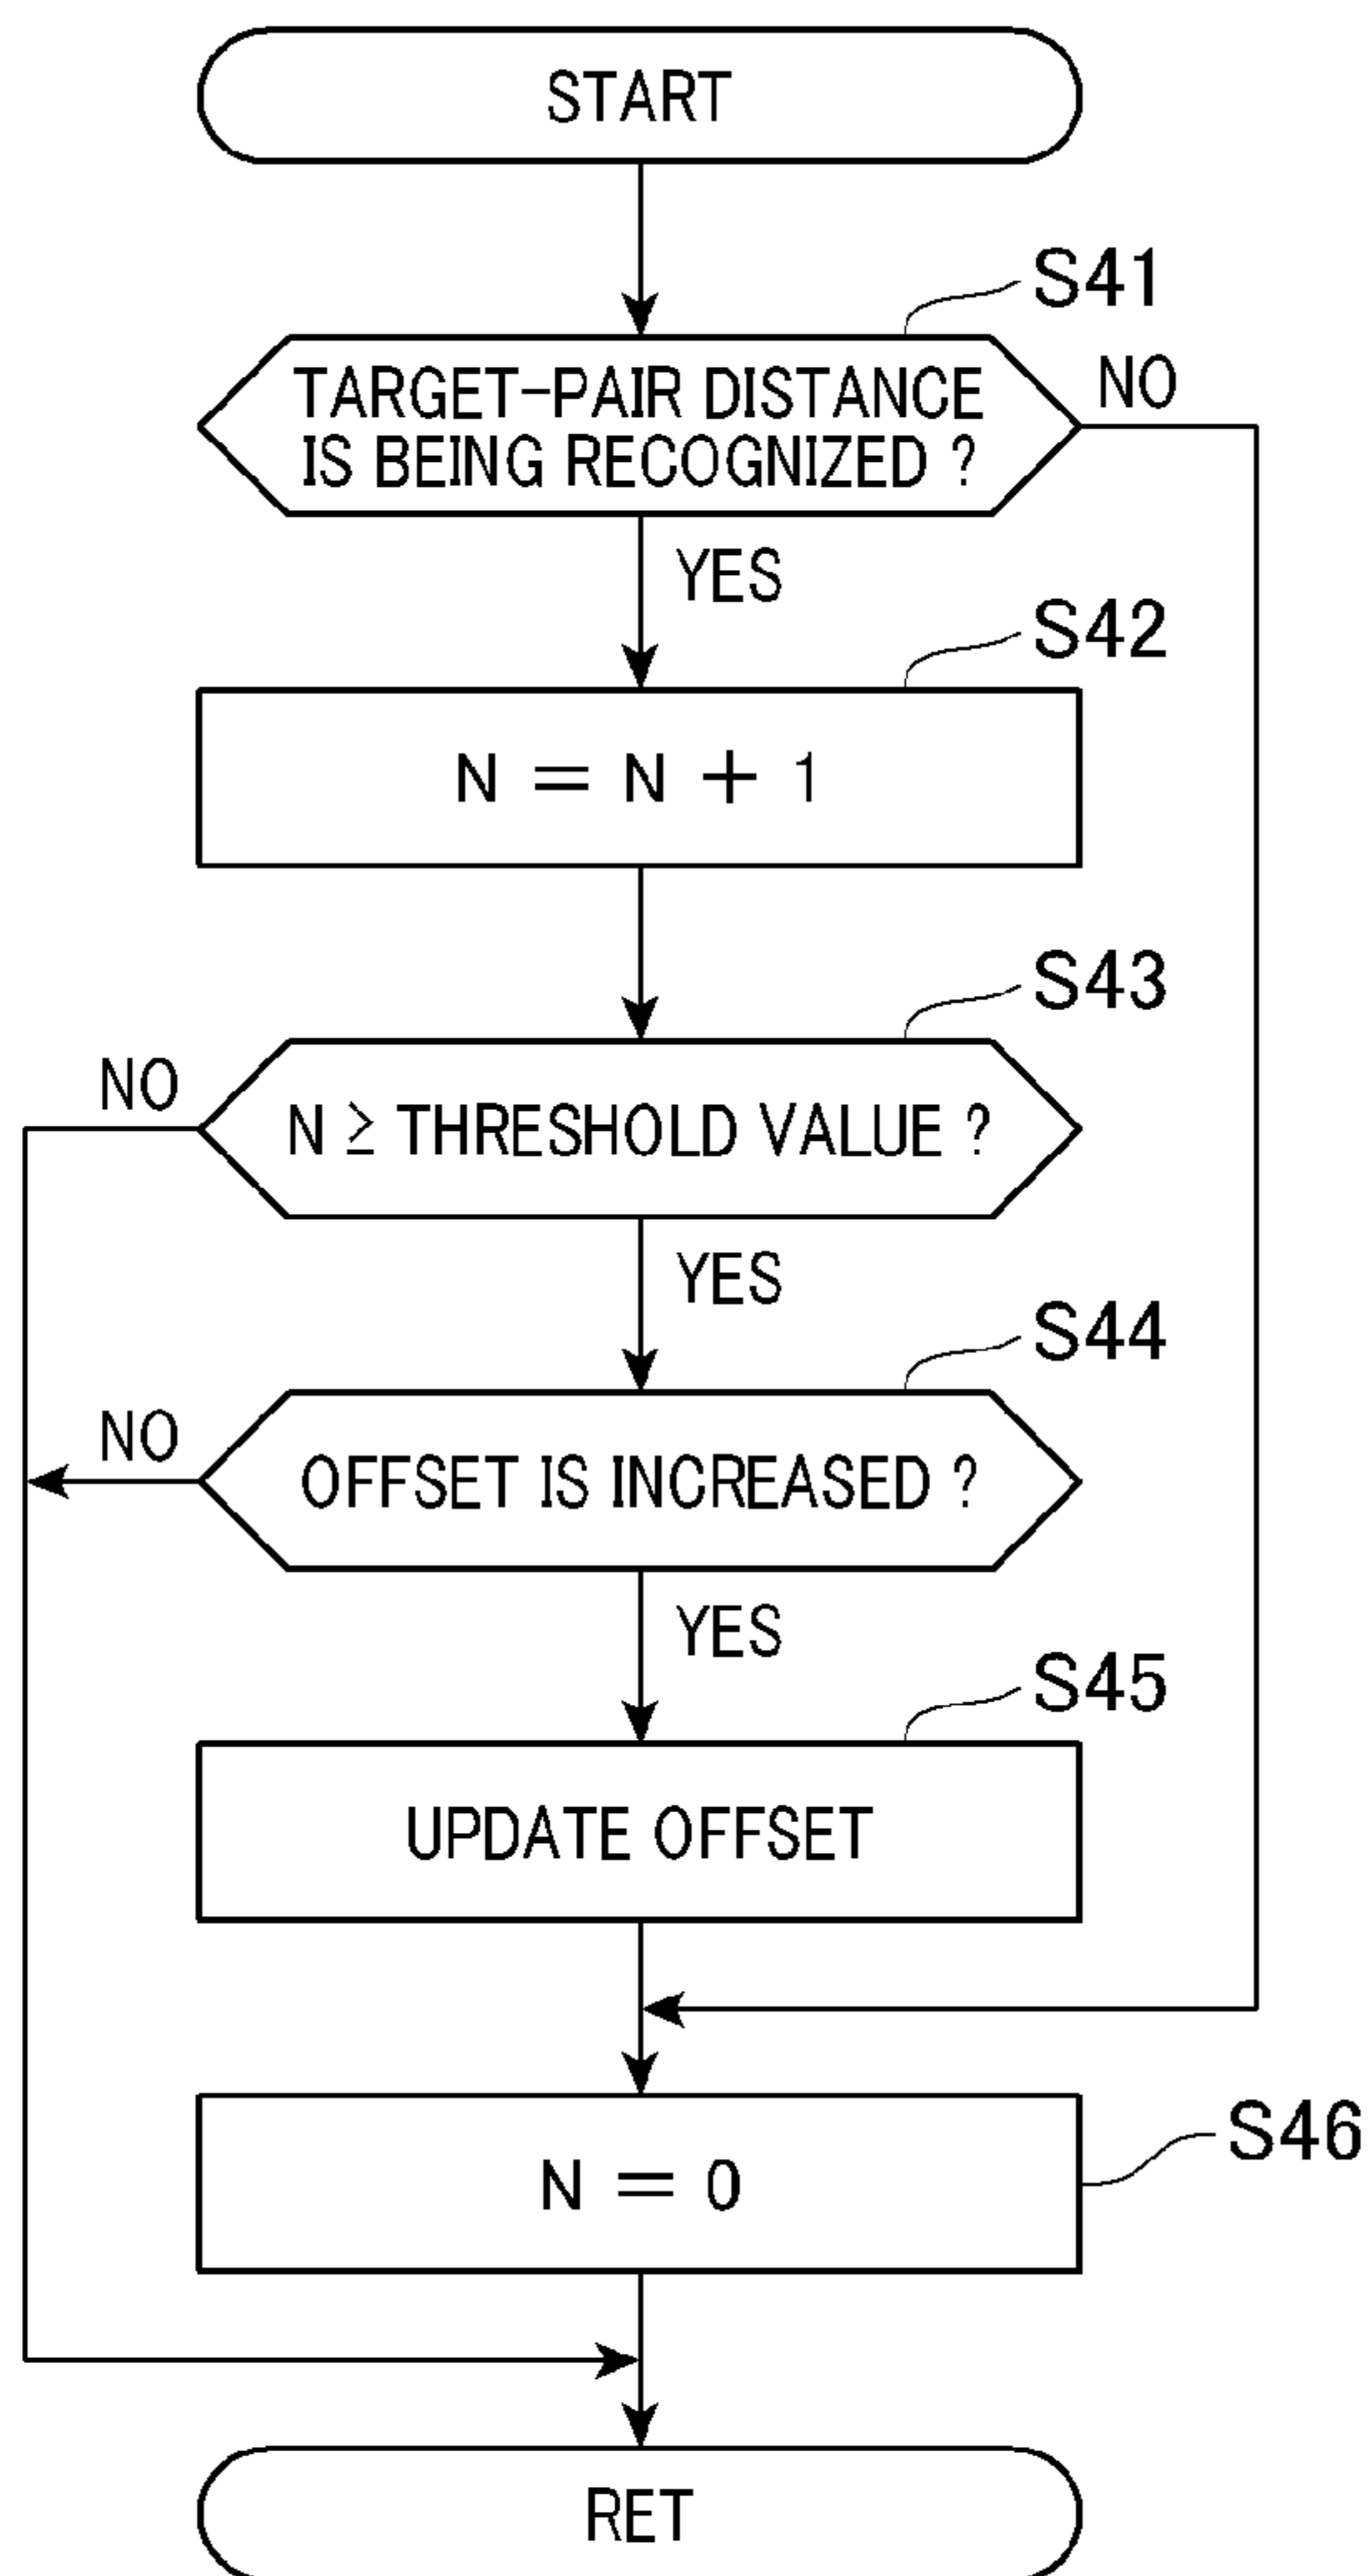 START
S41
TARGET-PAIR DISTANCE
IS BEING RECOGNIZED ?
NO
YES
S42
N = N + 1
S43
NO
N ≥ THRESHOLD VALUE ?
YES
S44
NO
OFFSET IS INCREASED ?
YES
S45
UPDATE OFFSET
S46
N = 0
RET